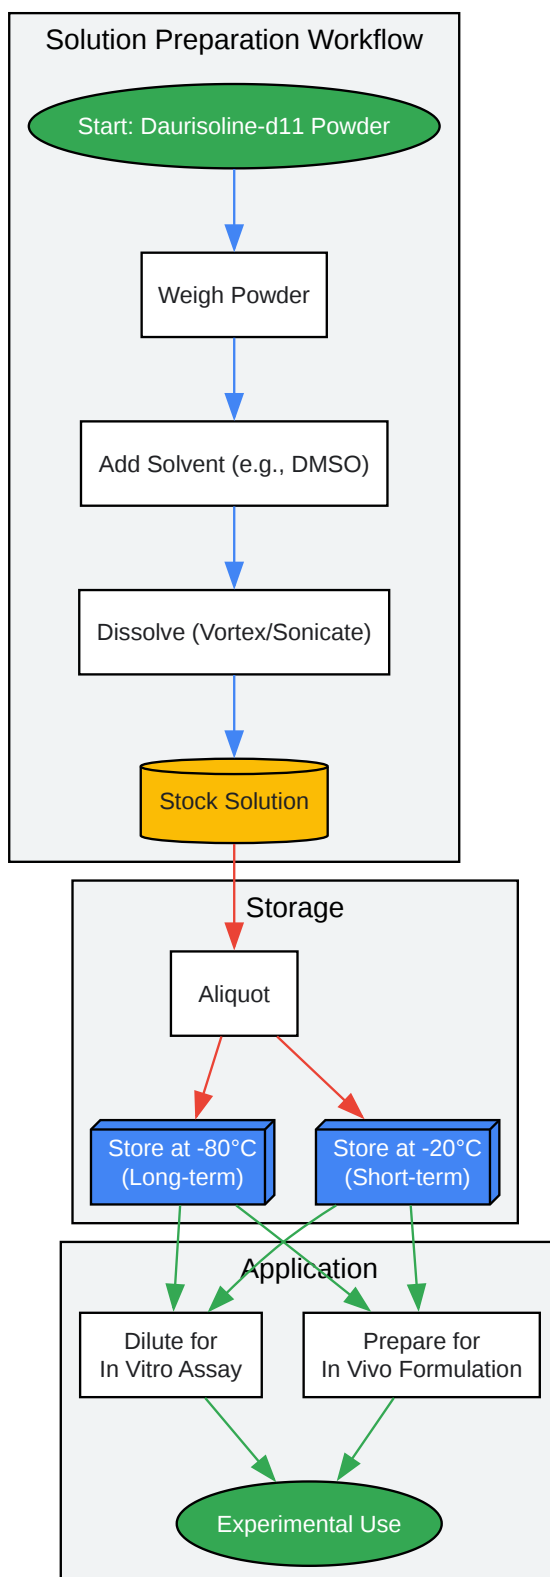 Solution Preparation Workflow
Start: Daurisoline-d11 Powder
Weigh Powder
Add Solvent (e.g., DMSO)
Dissolve (Vortex/Sonicate)
Stock Solution
Storage
Aliquot
Store at -80°C
(Long-term)
Store at -20°C
(Short-term)
Application
Dilute for
In Vitro Assay
Prepare for
In Vivo Formulation
Experimental Use